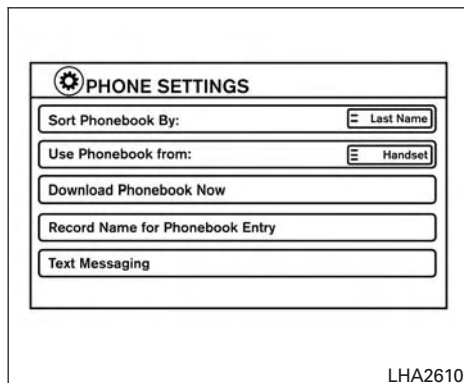 PHONE SETTINGS
Sort Phonebook By: Last Name
Use Phonebook from: Handset
Download Phonebook Now
Record Name for Phonebook Entry
Text Messaging
LHA2610